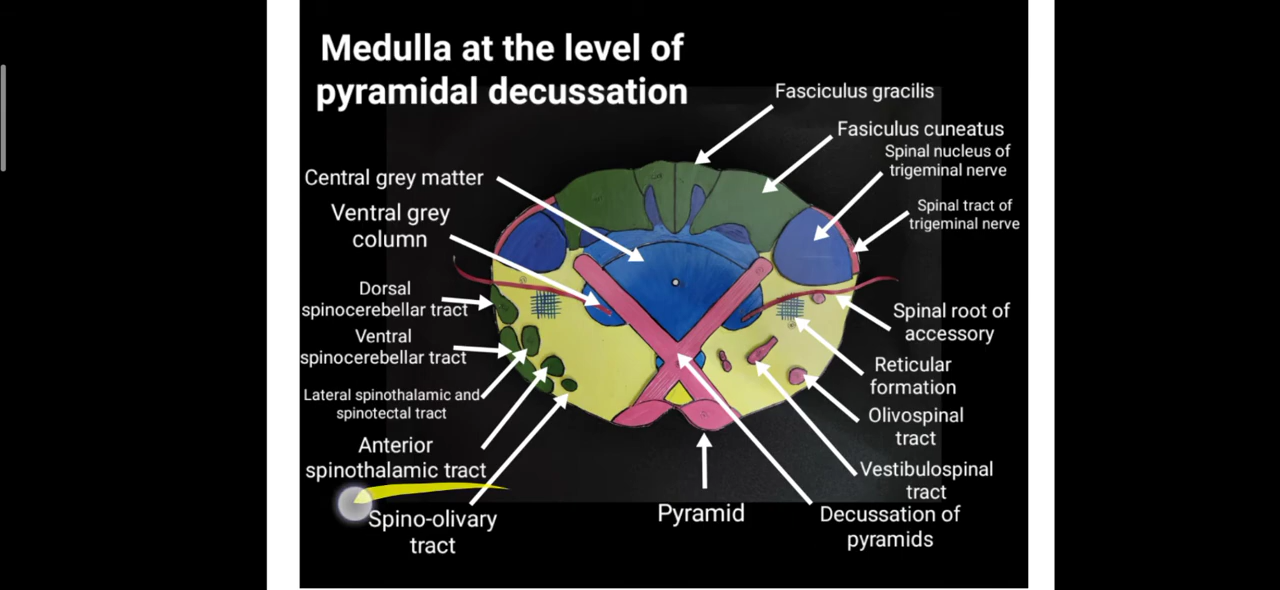 Medulla at the level of
pyramidal decussation
Fasciculus gracilis
Fasiculus cuneatus
Spinal nucleus of
trigeminal nerve
Spinal tract of
trigeminal nerve
Central grey matter
Ventral grey
column
Dorsal
spinocerebellar tract
Ventral
spinocerebellar tract
Lateral spinothalamic and
spinotectal tract
Anterior
spinothalamic tract
Spino-olivary
tract
Pyramid
Spinal root of
accessory
Reticular
formation
Olivospinal
tract
Vestibulospinal
tract
Decussation of
pyramids